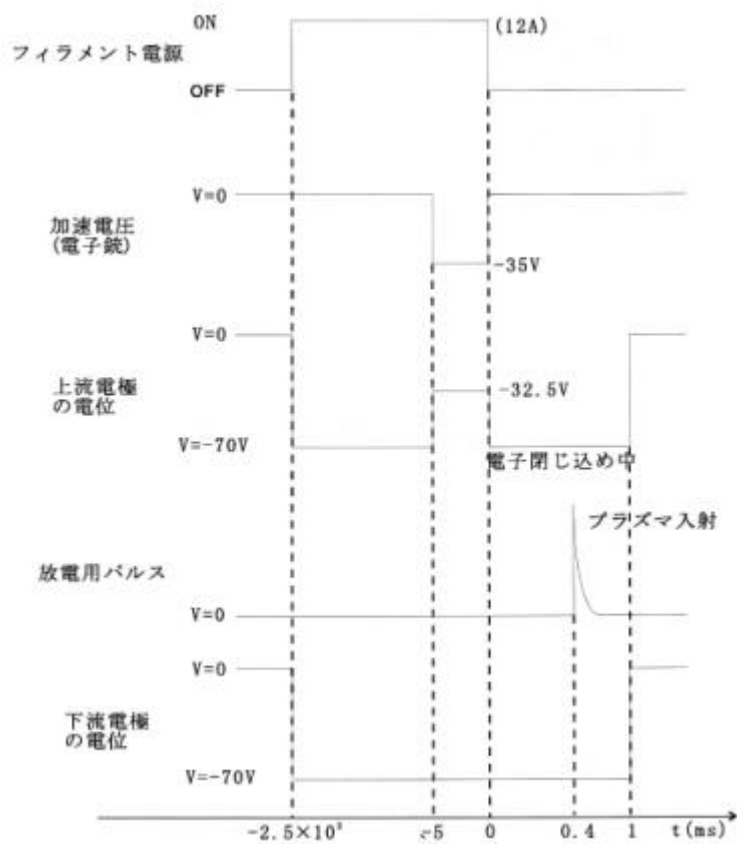 ON
(12A)
フィラメント電源
OFF
V=0
加速電圧
(電子銃)
-35V
V=0
上流電極
の電位
-32.5V
V=-70V
電子閉じ込め中
プラズマ入射
放電用パルス
V=0
V=0
下流電極
の電位
V=-70V
-2.5×10³
-5
0
0.4
1
t(ms)